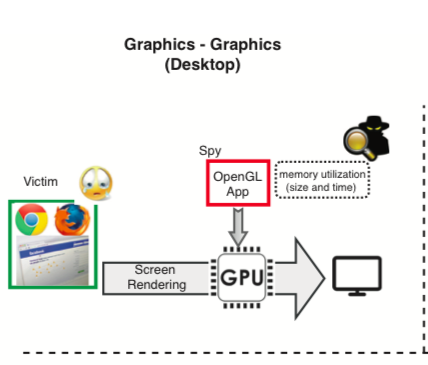 Graphics - Graphics
(Desktop)
Spy
Victim
OpenGL
App
memory utilization
(size and time)
Screen
Rendering
GPU